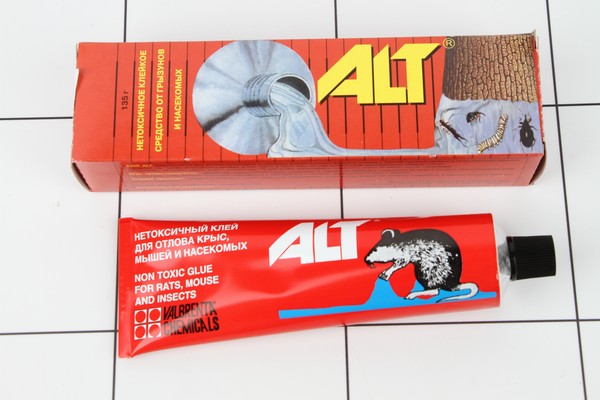 135 г
НЕТОКСИЧНОЕ КЛЕЙКОЕ
СРЕДСТВО ОТ ГРЫЗУНОВ
И НАСЕКОМЫХ
ALT®
НЕТОКСИЧНЫЙ КЛЕЙ
ДЛЯ ОТЛОВА КРЫС,
МЫШЕЙ И НАСЕКОМЫХ
NON TOXIC GLUE
FOR RATS, MOUSE
AND INSECTS
VALBRENTA
CHEMICALS
ALT